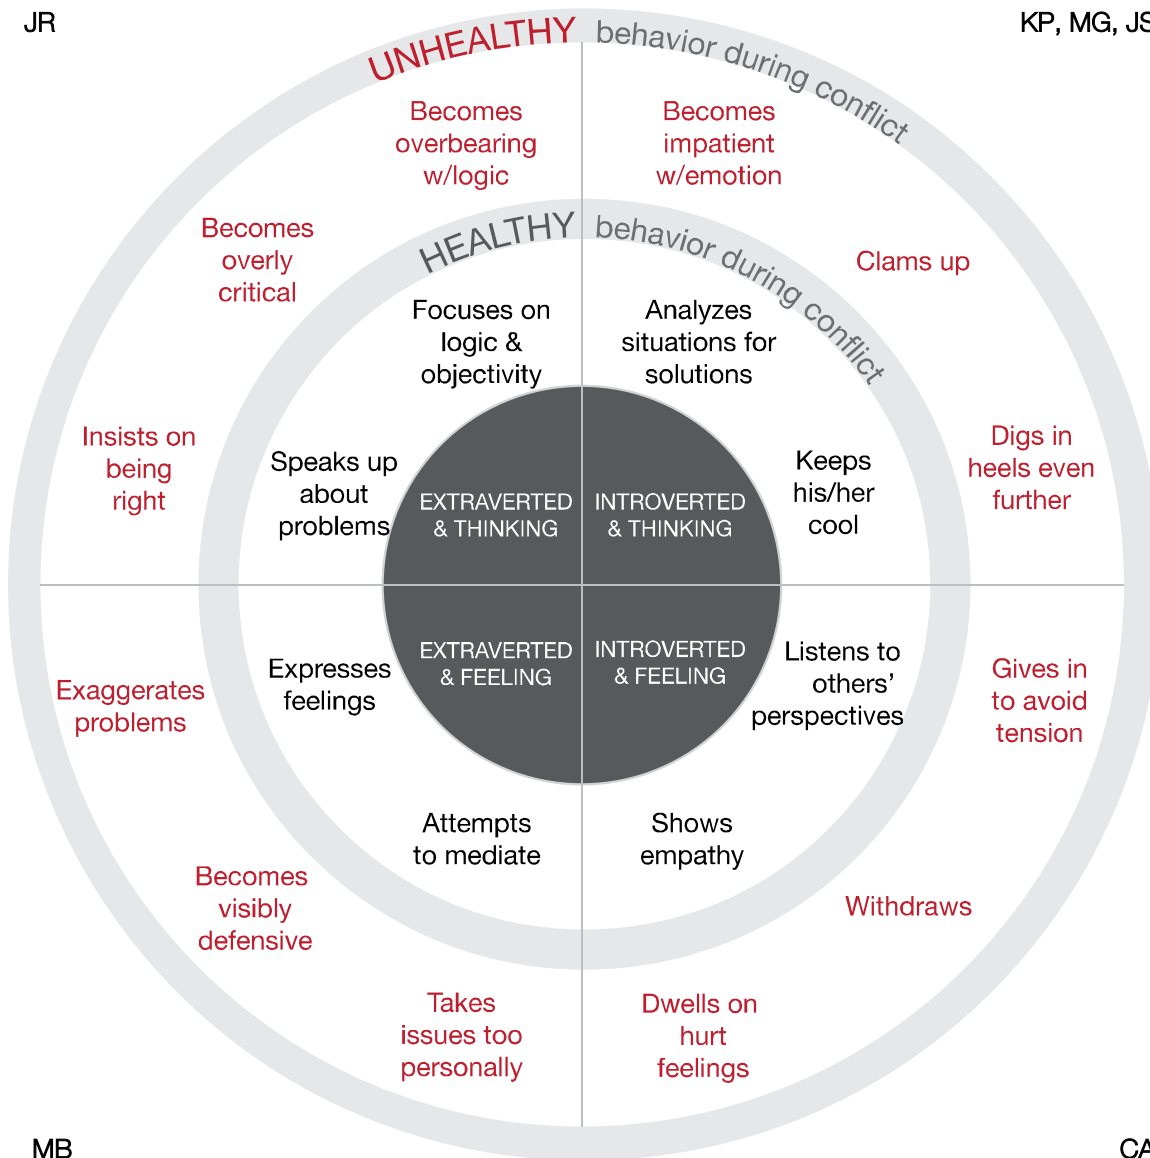 JR
KP, MG, JS
UNHEALTHY behavior during conflict
Becomes
overbearing
w/logic
Becomes
impatient
w/emotion
Becomes
overly
critical
Clams up
HEALTHY behavior during conflict
Focuses on
logic &
objectivity
Analyzes
situations for
solutions
Insists on
being
right
Speaks up
about
problems
EXTRAVERTED
& THINKING
INTROVERTED
& THINKING
Keeps
his/her
cool
Digs in
heels even
further
Exaggerates
problems
Expresses
feelings
EXTRAVERTED
& FEELING
INTROVERTED
& FEELING
Listens to
others’
perspectives
Gives in
to avoid
tension
Attempts
to mediate
Shows
empathy
Becomes
visibly
defensive
Withdraws
Takes
issues too
personally
Dwells on
hurt
feelings
MB
CA